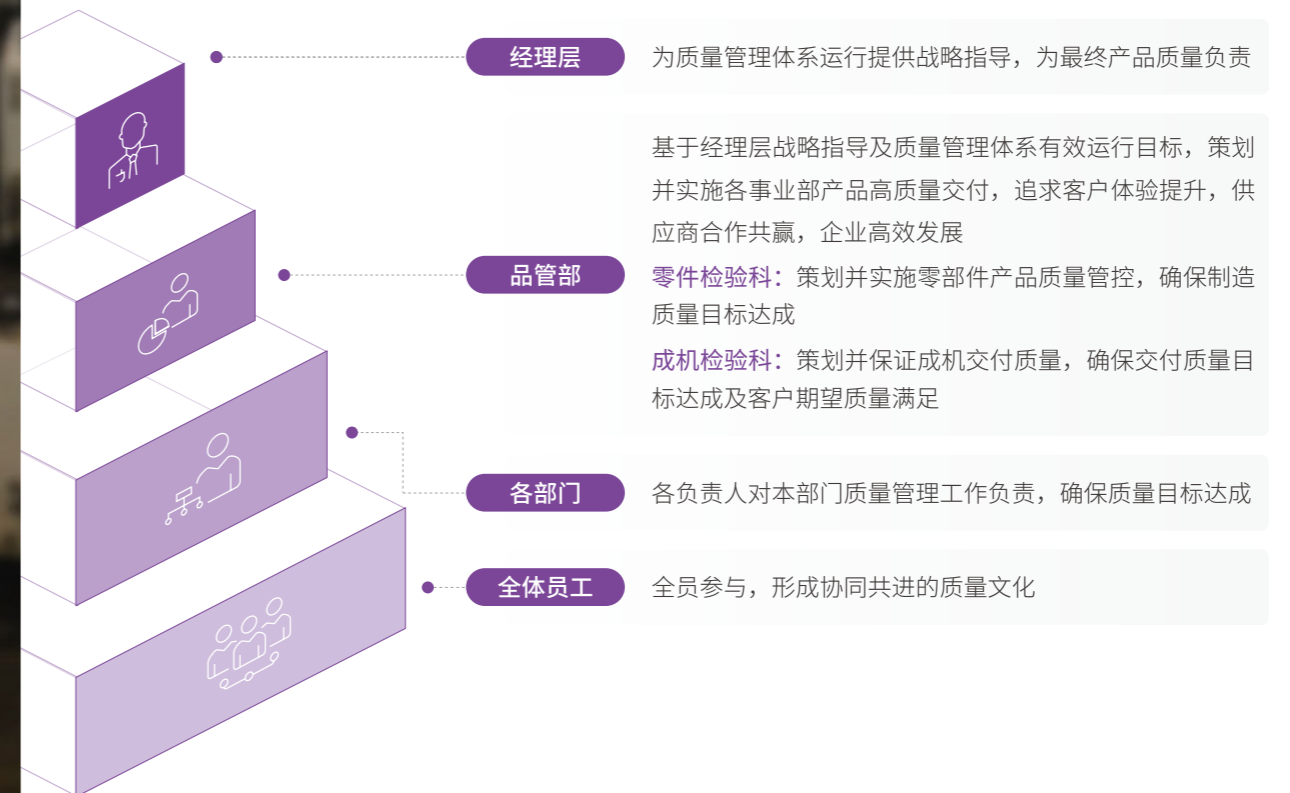 经理层
为质量管理体系运行提供战略指导，为最终产品质量负责
品管部
基于经理层战略指导及质量管理体系有效运行目标，策划
并实施各事业部产品高质量交付，追求客户体验提升，供
应商合作共赢，企业高效发展
零件检验科：策划并实施零部件产品质量管控，确保制造
质量目标达成
成机检验科：策划并保证成机交付质量，确保交付质量目
标达成及客户期望质量满足
各部门
各负责人对本部门质量管理工作负责，确保质量目标达成
全体员工
全员参与，形成协同共进的质量文化